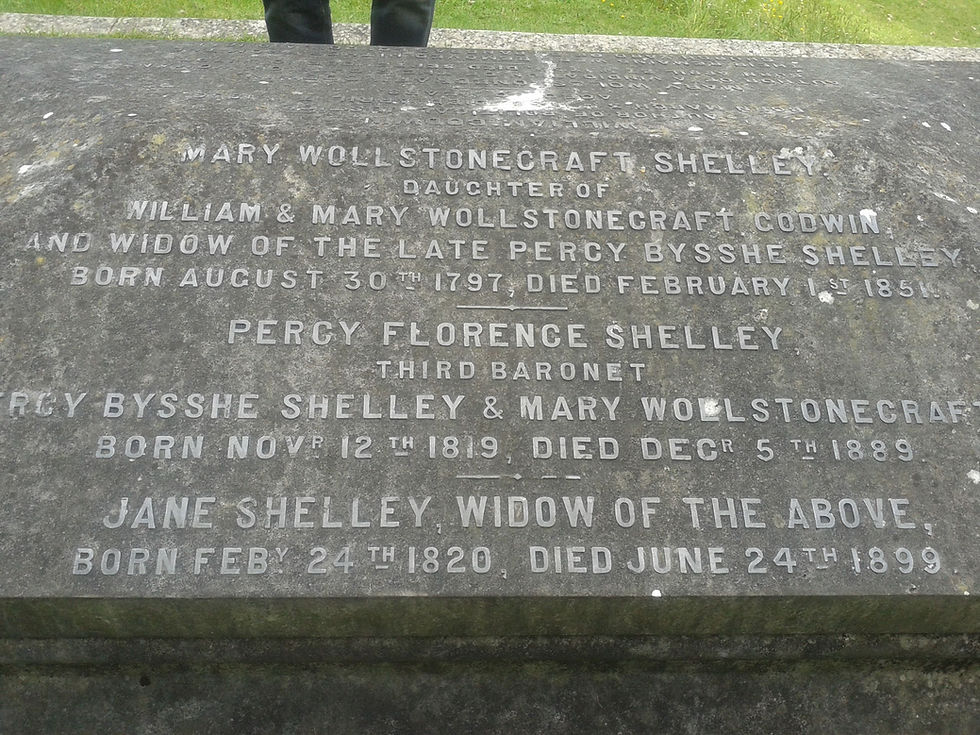 MARY WOLLSTONECRAFT SHELLEY.
DAUGHTER OF
WILLIAM & MARY WOLLSTONECRAFT GODWIN,
AND WIDOW OF THE LATE PERCY BYSSHE SHELLEY.
BORN AUGUST 30TH 1797, DIED FEBRUARY 1ST 1851.
PERCY FLORENCE SHELLEY,
THIRD BARONET
ERCY BYSSHE SHELLEY & MARY WOLLSTONECRAF
BORN NOVR 12TH 1819, DIED DECR 5TH 1889
JANE SHELLEY, WIDOW OF THE ABOVE,
BORN FEBY 24TH 1820, DIED JUNE 24TH 1899.